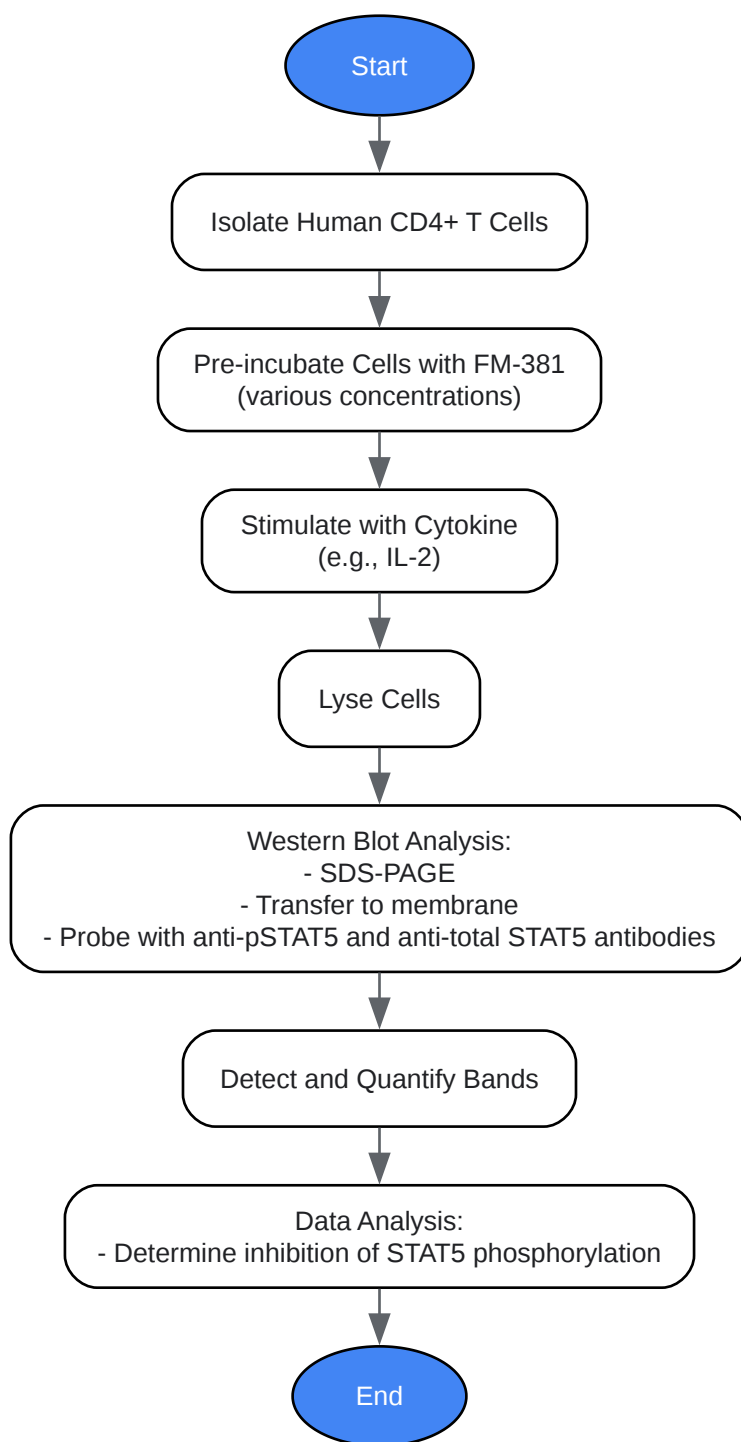 Start
Isolate Human CD4+ T Cells
Pre-incubate Cells with FM-381
(various concentrations)
Stimulate with Cytokine
(e.g., IL-2)
Lyse Cells
Western Blot Analysis:
- SDS-PAGE
- Transfer to membrane
- Probe with anti-pSTAT5 and anti-total STAT5 antibodies
Detect and Quantify Bands
Data Analysis:
- Determine inhibition of STAT5 phosphorylation
End